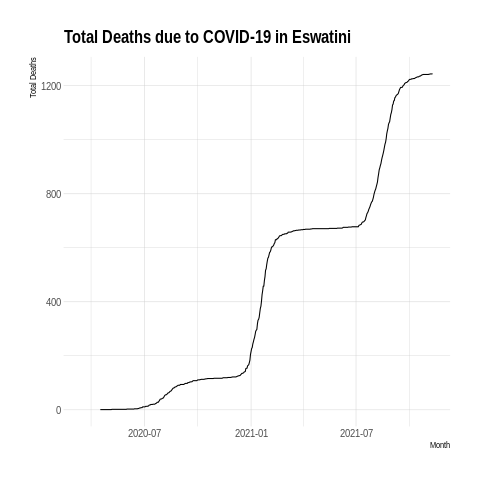 Total Deaths due to COVID-19 in Eswatini
Total Deaths
1200
800
400
0
2020-07 2021-01 2021-07
Month